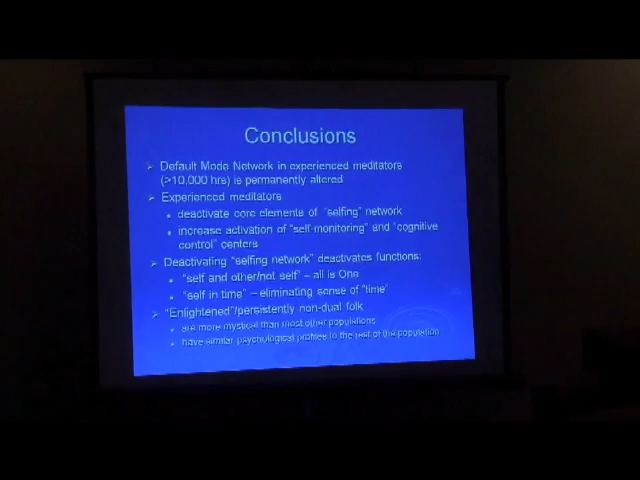 Conclusions
➢ Default Mode Network in experienced meditators
(>10,000 hrs) is permanently altered
➢ Experienced meditators
• deactivate core elements of "selfing" network
• increase activation of "self-monitoring" and "cognitive
control" centers
➢ Deactivating "selfing network" deactivates functions:
• "self and other/not self" – all is One
• "self in time" – eliminating sense of "time"
➢ "Enlightened"/persistently non-dual folk
• are more mystical than most other populations
• have similar psychological profiles to the rest of the population